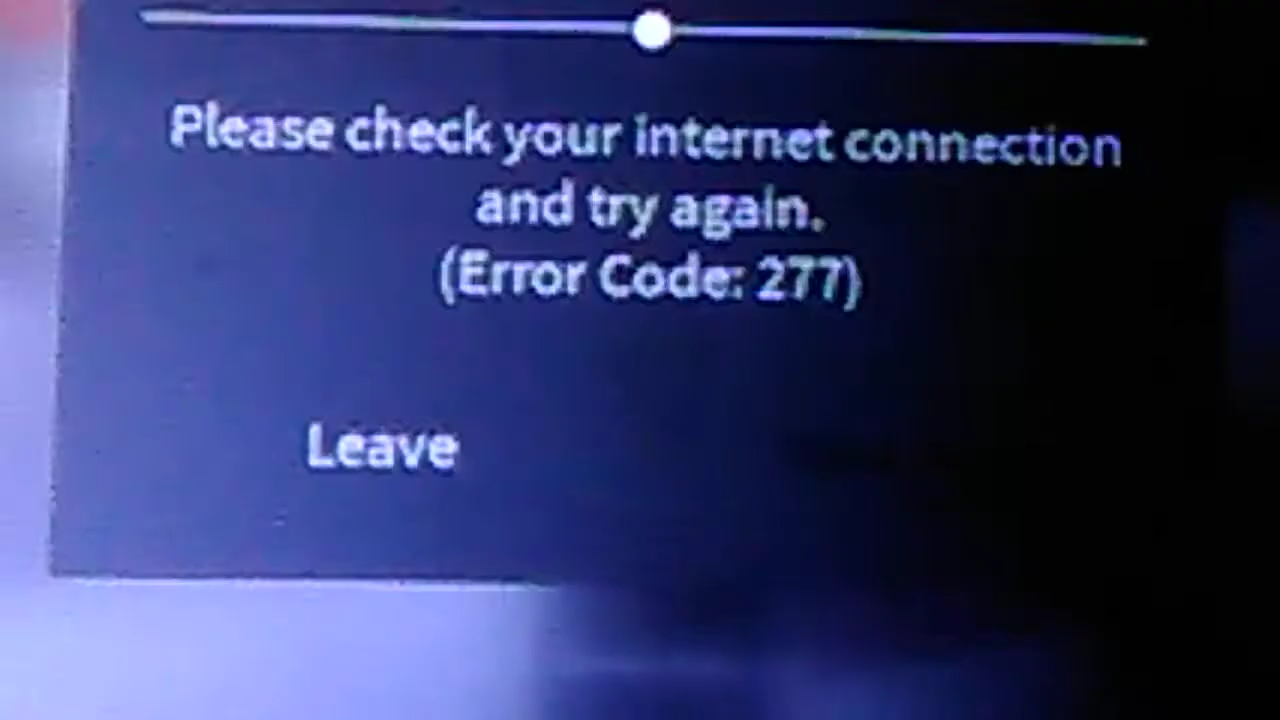 Please check your internet connection
and try again.
(Error Code: 277)
Leave